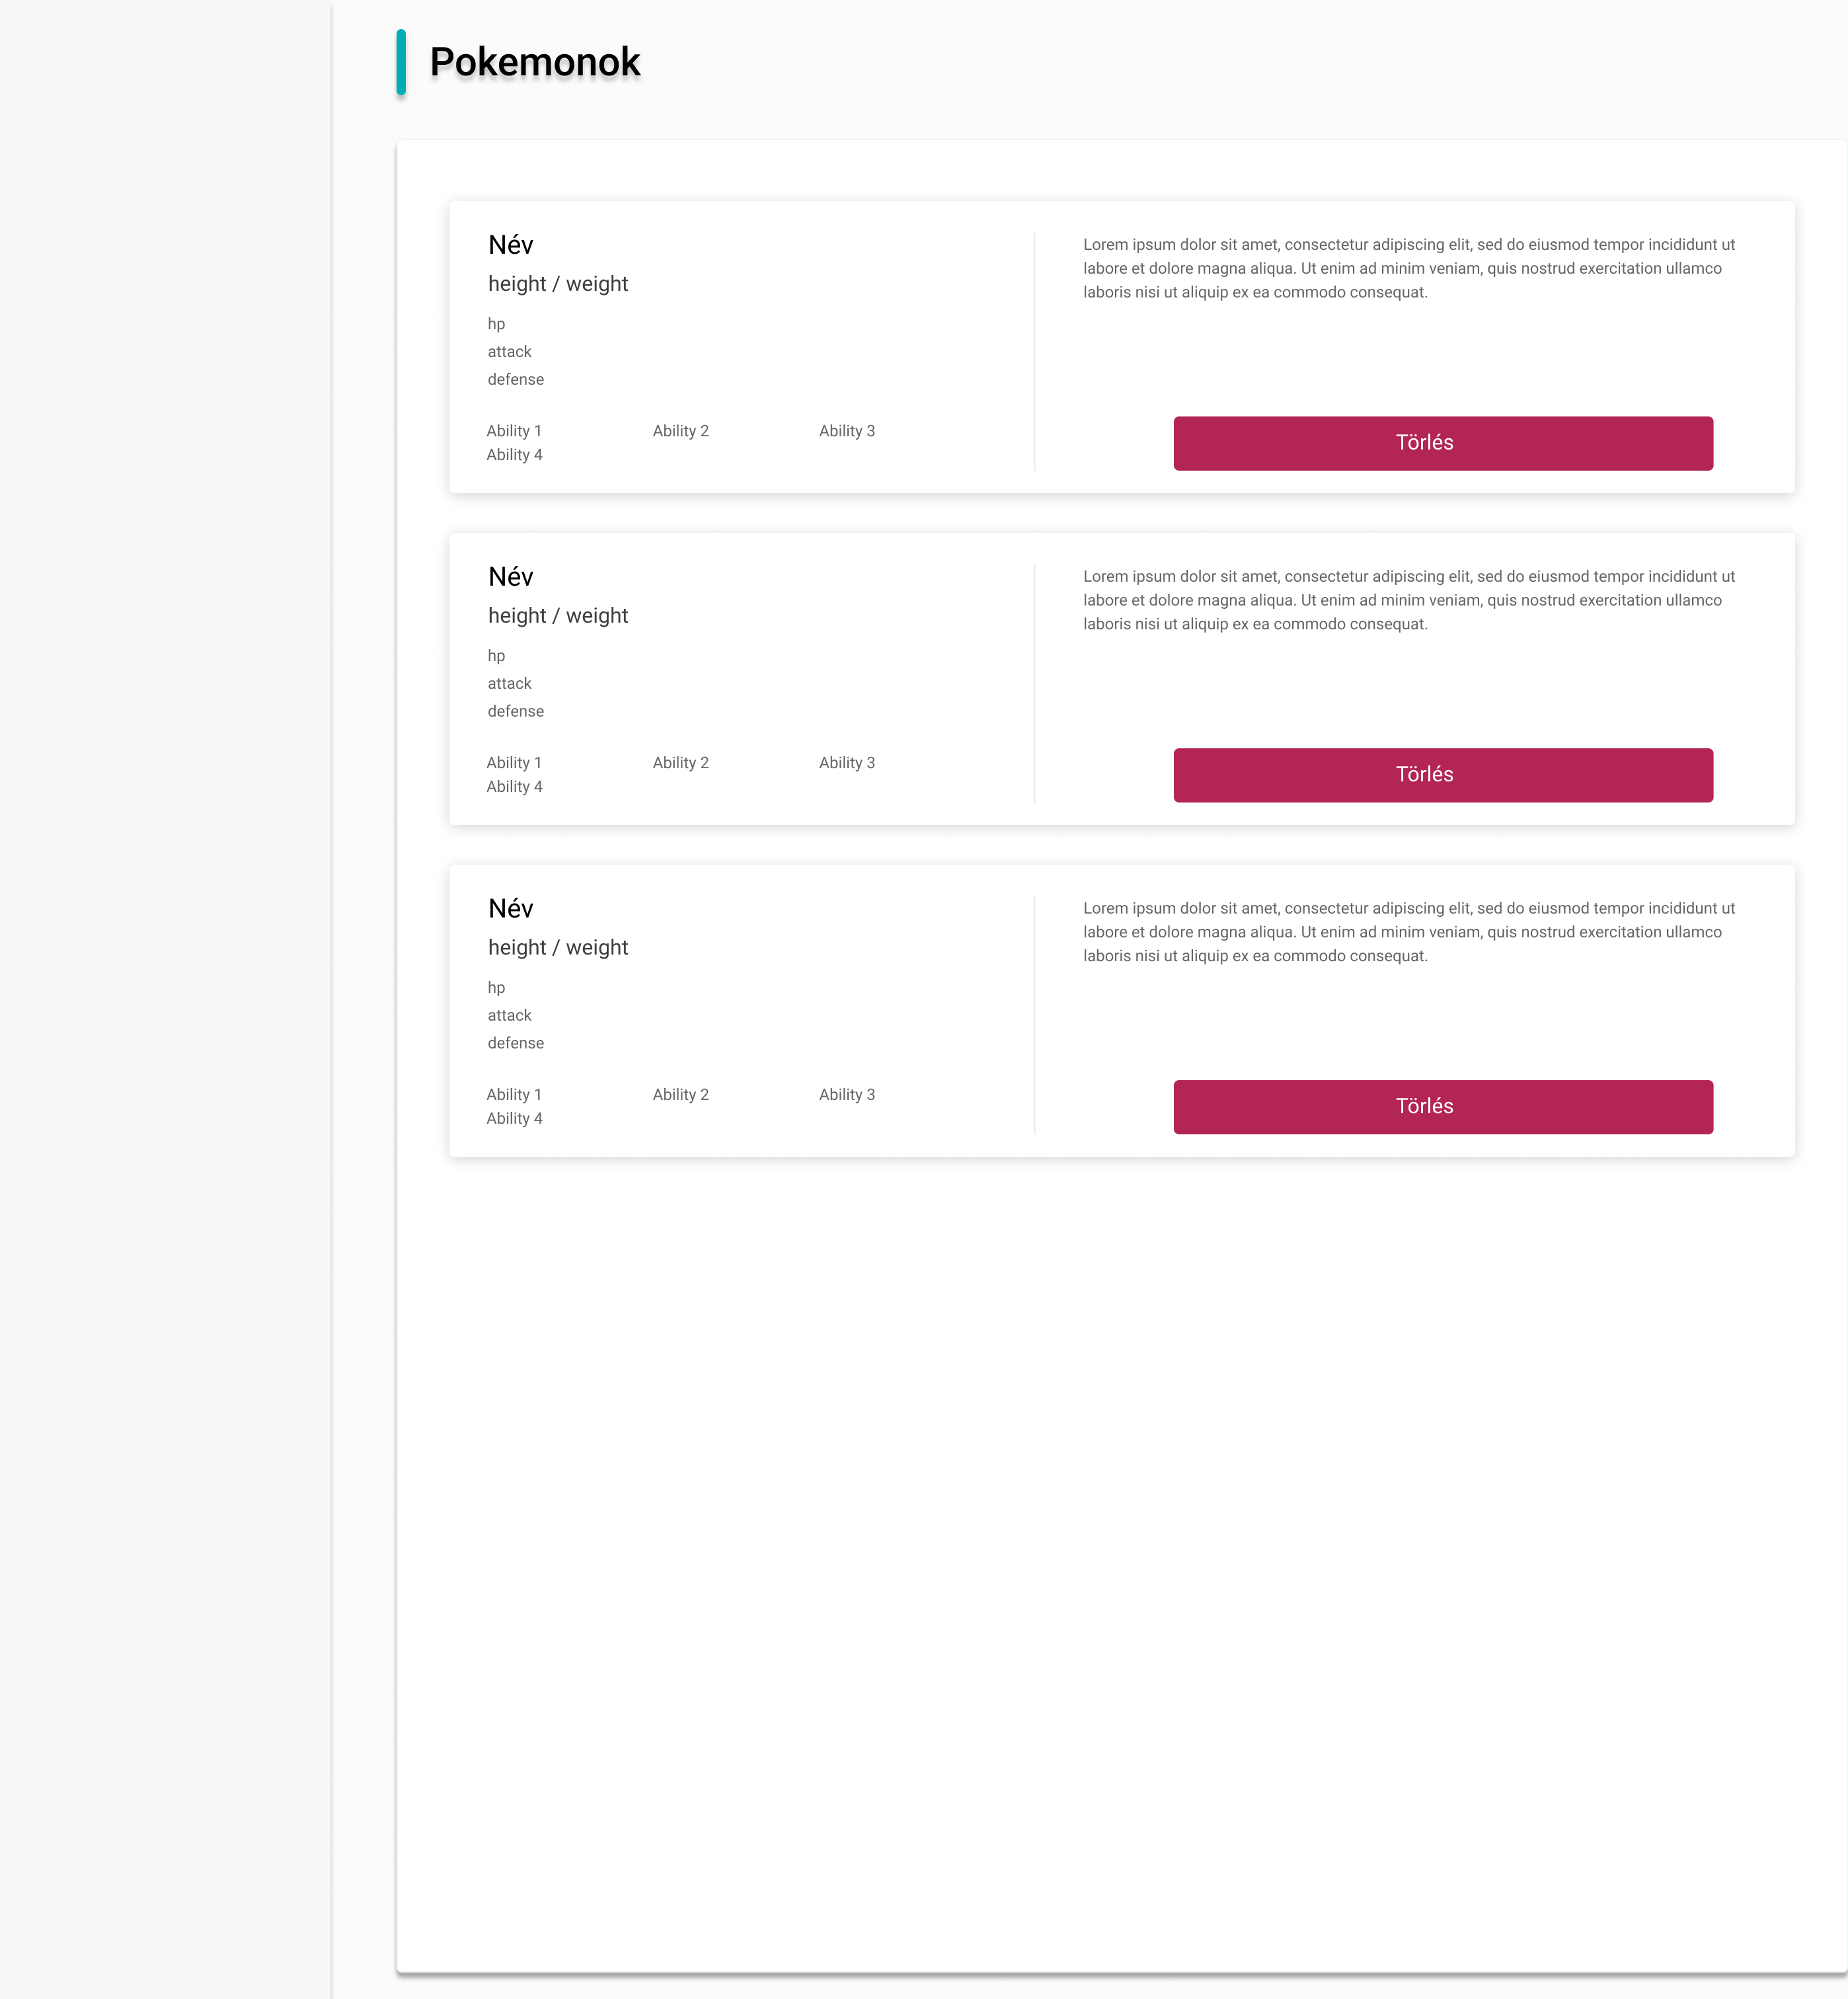 Pokemonok
Név
height / weight
hp
attack
defense
Ability 1 Ability 2 Ability 3
Ability 4
Lorem ipsum dolor sit amet, consectetur adipiscing elit, sed do eiusmod tempor incididunt ut
labore et dolore magna aliqua. Ut enim ad minim veniam, quis nostrud exercitation ullamco
laboris nisi ut aliquip ex ea commodo consequat.
Törlés
Név
height / weight
hp
attack
defense
Ability 1 Ability 2 Ability 3
Ability 4
Lorem ipsum dolor sit amet, consectetur adipiscing elit, sed do eiusmod tempor incididunt ut
labore et dolore magna aliqua. Ut enim ad minim veniam, quis nostrud exercitation ullamco
laboris nisi ut aliquip ex ea commodo consequat.
Törlés
Név
height / weight
hp
attack
defense
Ability 1 Ability 2 Ability 3
Ability 4
Lorem ipsum dolor sit amet, consectetur adipiscing elit, sed do eiusmod tempor incididunt ut
labore et dolore magna aliqua. Ut enim ad minim veniam, quis nostrud exercitation ullamco
laboris nisi ut aliquip ex ea commodo consequat.
Törlés